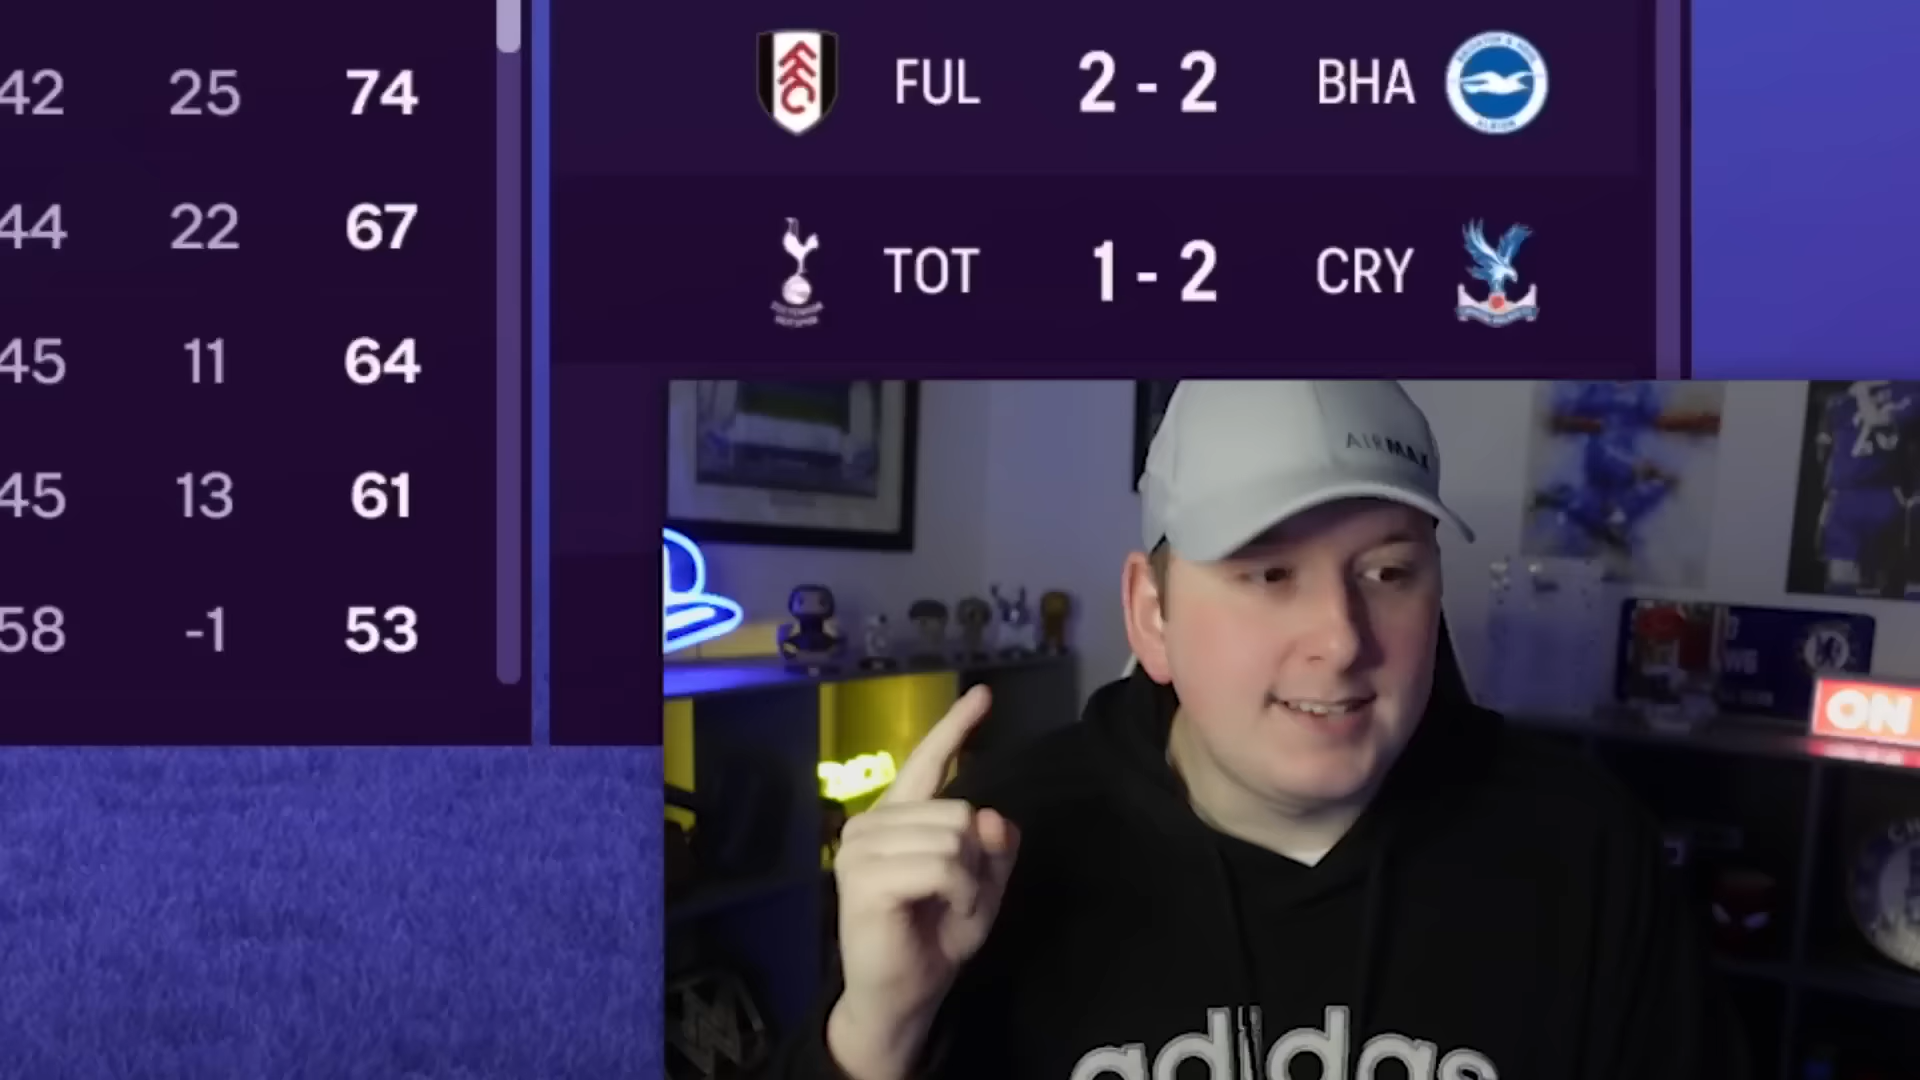 42 25 74
44 22 67
45 11 64
45 13 61
58 -1 53
FUL 2 - 2 BHA
TOT 1 - 2 CRY
AIRMAX
ON
adidas